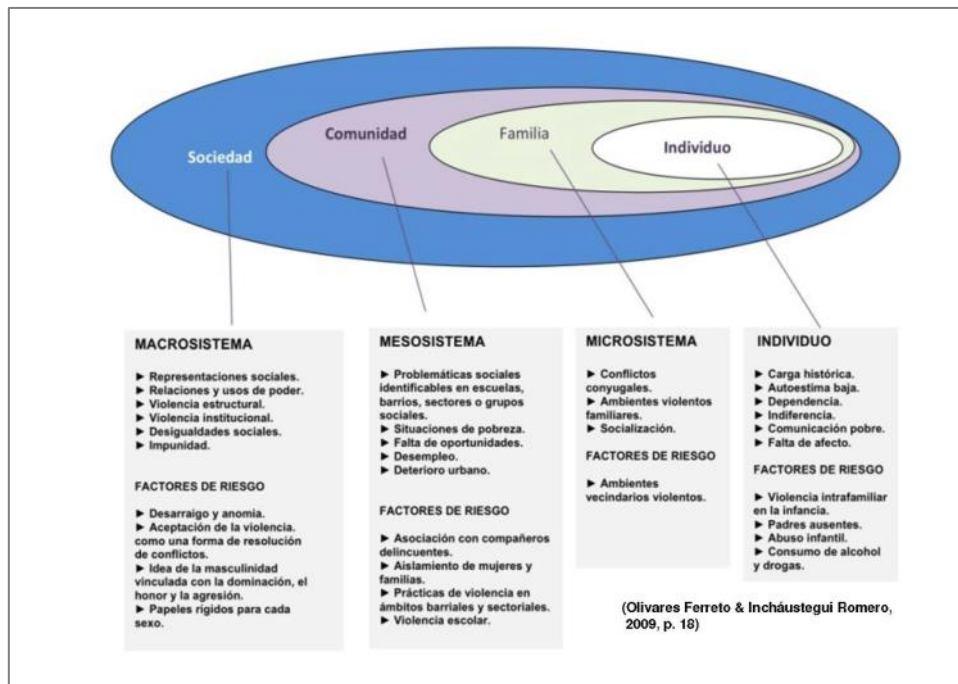 Sociedad
Comunidad
Familia
Individuo
MACROSISTEMA
► Representaciones sociales.
► Relaciones y usos de poder.
► Violencia estructural.
► Violencia institucional.
► Desigualdades sociales.
► Impunidad.
FACTORES DE RIESGO
► Desarraigo y anomia.
► Aceptación de la violencia.
como una forma de resolución
de conflictos.
► Idea de la masculinidad
vinculada con la dominación, el
honor y la agresión.
► Papeles rígidos para cada
sexo.
MESOSISTEMA
► Problemáticas sociales
identificables en escuelas,
barrios, sectores o grupos
sociales.
► Situaciones de pobreza.
► Falta de oportunidades.
► Desempleo.
► Deterioro urbano.
FACTORES DE RIESGO
► Asociación con compañeros
delincuentes.
► Aislamiento de mujeres y
familias.
► Prácticas de violencia en
ámbitos barriales y sectoriales.
► Violencia escolar.
MICROSISTEMA
► Conflictos
conyugales.
► Ambientes violentos
familiares.
► Socialización.
FACTORES DE RIESGO
► Ambientes
vecindarios violentos.
INDIVIDUO
► Carga histórica.
► Autoestima baja.
► Dependencia.
► Indiferencia.
► Comunicación pobre.
► Falta de afecto.
FACTORES DE RIESGO
► Violencia intrafamiliar
en la infancia.
► Padres ausentes.
► Abuso infantil.
► Consumo de alcohol
y drogas.
(Olivares Ferreto & Incháustegui Romero,
2009, p. 18)